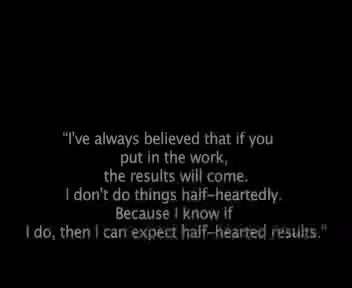 “I've always believed that if you
put in the work,
the results will come.
I don't do things half-heartedly.
Because I know if
I do, then I can expect half-hearted results.”